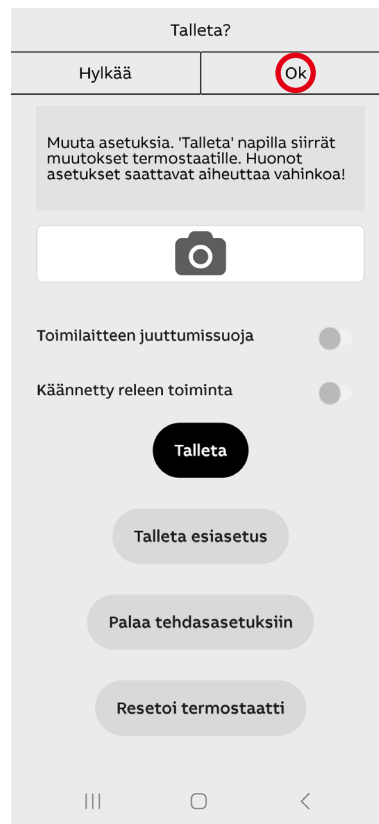 Talleta?
Hylkää
Ok
Muuta asetuksia. 'Talleta' napilla siirrät
muutokset termostaatille. Huonot
asetukset saattavat aiheuttaa vahinkoa!
Toimilaitteen juuttumissuoja
Käännetty releen toiminta
Talleta
Talleta esiasetus
Palaa tehdasasetuksiin
Resetoi termostaatti